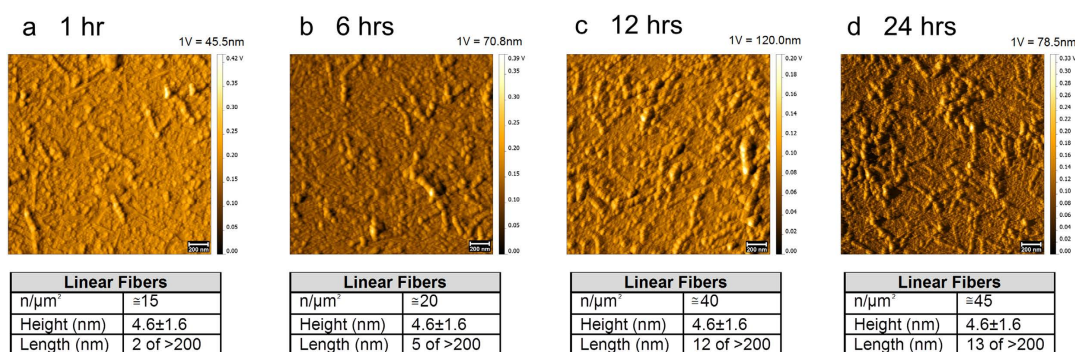 a 1 hr
1V = 45.5nm
0.42 V
0.35
0.30
0.25
0.20
0.15
0.10
0.05
0.00
200 nm
Linear Fibers
n/µm² ≅15
Height (nm) 4.6±1.6
Length (nm) 2 of >200
b 6 hrs
1V = 70.8nm
0.39 V
0.35
0.30
0.25
0.20
0.15
0.10
0.05
0.00
200 nm
Linear Fibers
n/µm² ≅20
Height (nm) 4.6±1.6
Length (nm) 5 of >200
c 12 hrs
1V = 120.0nm
0.20 V
0.18
0.16
0.14
0.12
0.10
0.08
0.06
0.04
0.02
0.00
200 nm
Linear Fibers
n/µm² ≅40
Height (nm) 4.6±1.6
Length (nm) 12 of >200
d 24 hrs
1V = 78.5nm
0.33 V
0.28
0.26
0.24
0.22
0.20
0.18
0.16
0.14
0.12
0.10
0.08
0.06
0.04
0.00
200 nm
Linear Fibers
n/µm² ≅45
Height (nm) 4.6±1.6
Length (nm) 13 of >200